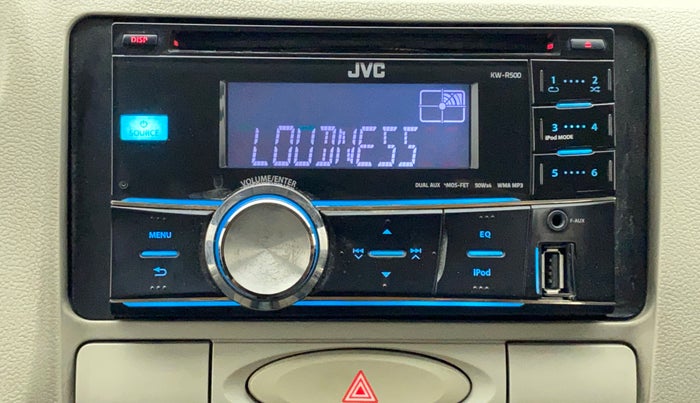 DISP
JVC
KW-R500
1 2
SOURCE
3 4
iPod MODE
LOUDNESS
5 6
DUAL AUX MOS-FET 50Wx4 WMA MP3
VOLUME/ENTER
F-AUX
MENU
EQ
iPod